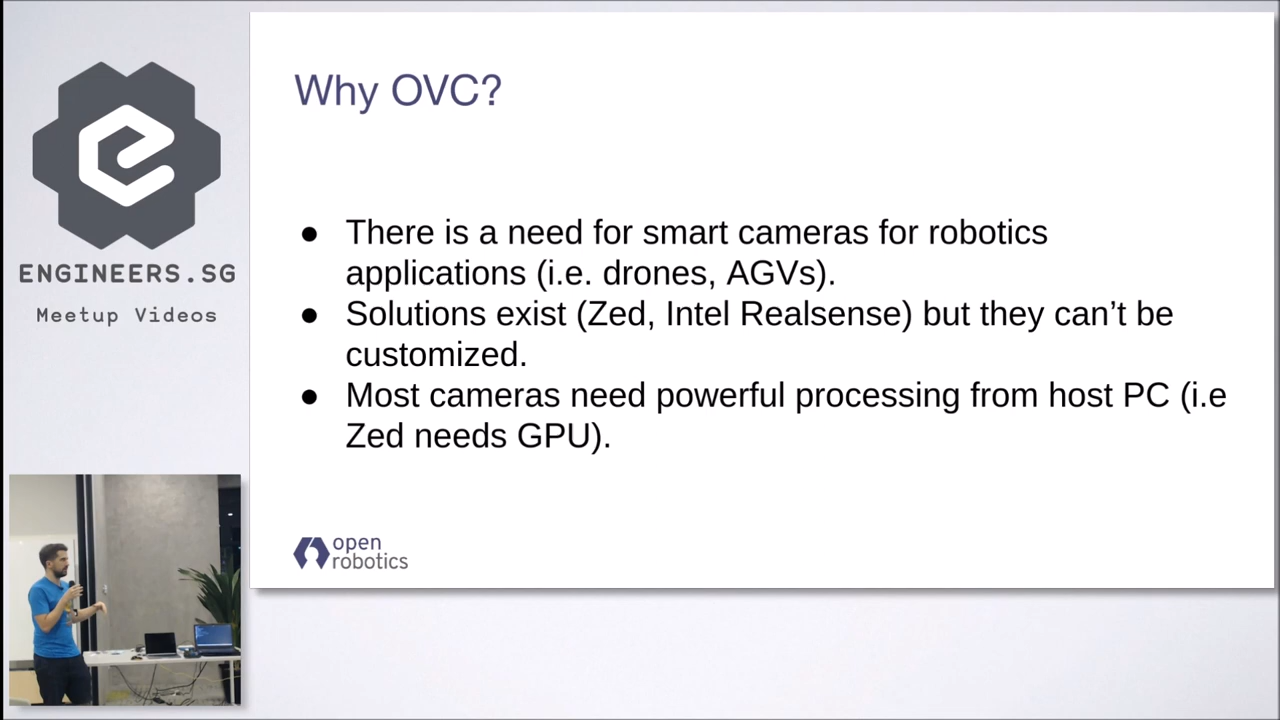 ENGINEERS.SG
Meetup Videos
Why OVC?
● There is a need for smart cameras for robotics
applications (i.e. drones, AGVs).
● Solutions exist (Zed, Intel Realsense) but they can’t be
customized.
● Most cameras need powerful processing from host PC (i.e
Zed needs GPU).
open
robotics